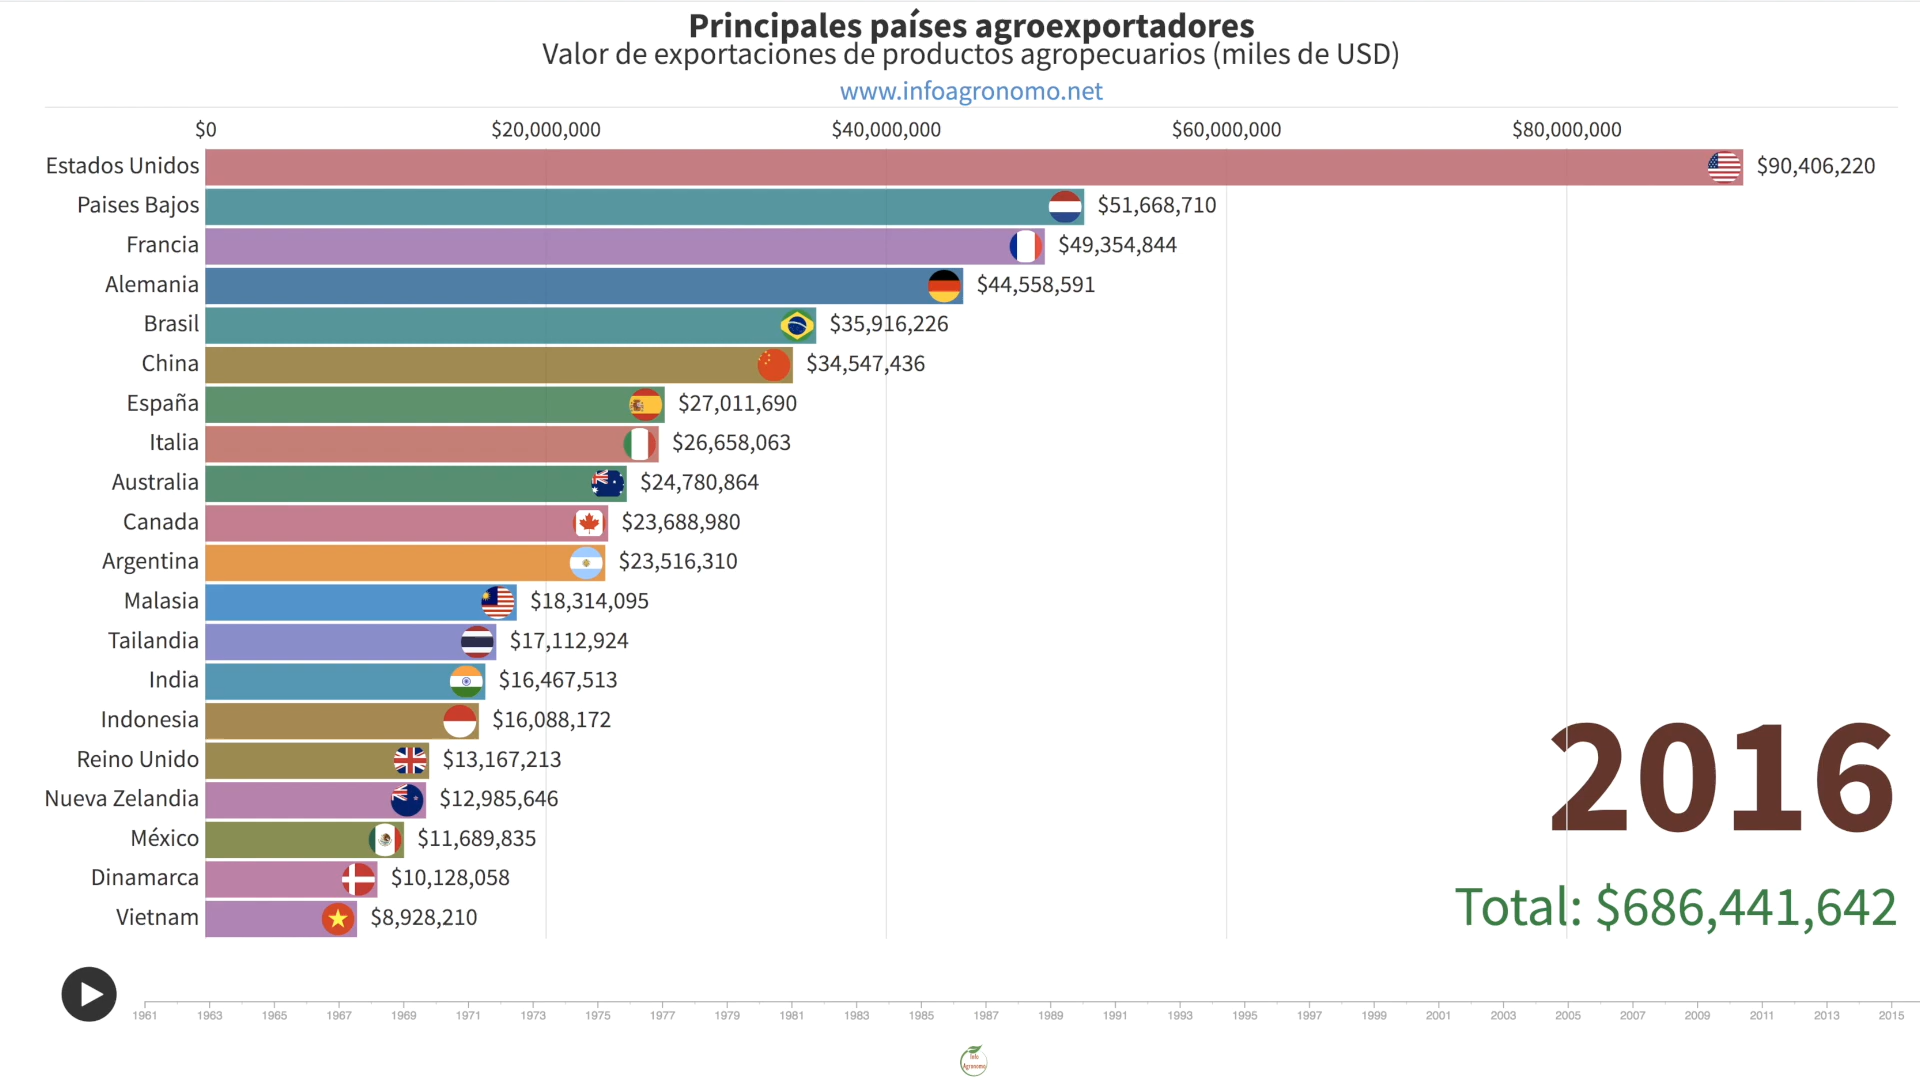 Principales países agroexportadores
Valor de exportaciones de productos agropecuarios (miles de USD)
www.infoagronomo.net
$0 $20,000,000 $40,000,000 $60,000,000 $80,000,000
Estados Unidos $90,406,220
Paises Bajos $51,668,710
Francia $49,354,844
Alemania $44,558,591
Brasil $35,916,226
China $34,547,436
España $27,011,690
Italia $26,658,063
Australia $24,780,864
Canada $23,688,980
Argentina $23,516,310
Malasia $18,314,095
Tailandia $17,112,924
India $16,467,513
Indonesia $16,088,172
Reino Unido $13,167,213
Nueva Zelandia $12,985,646
México $11,689,835
Dinamarca $10,128,058
Vietnam $8,928,210
2016
Total: $686,441,642
1961 1963 1965 1967 1969 1971 1973 1975 1977 1979 1981 1983 1985 1987 1989 1991 1993 1995 1997 1999 2001 2003 2005 2007 2009 2011 2013 2015
Info
Agronomo